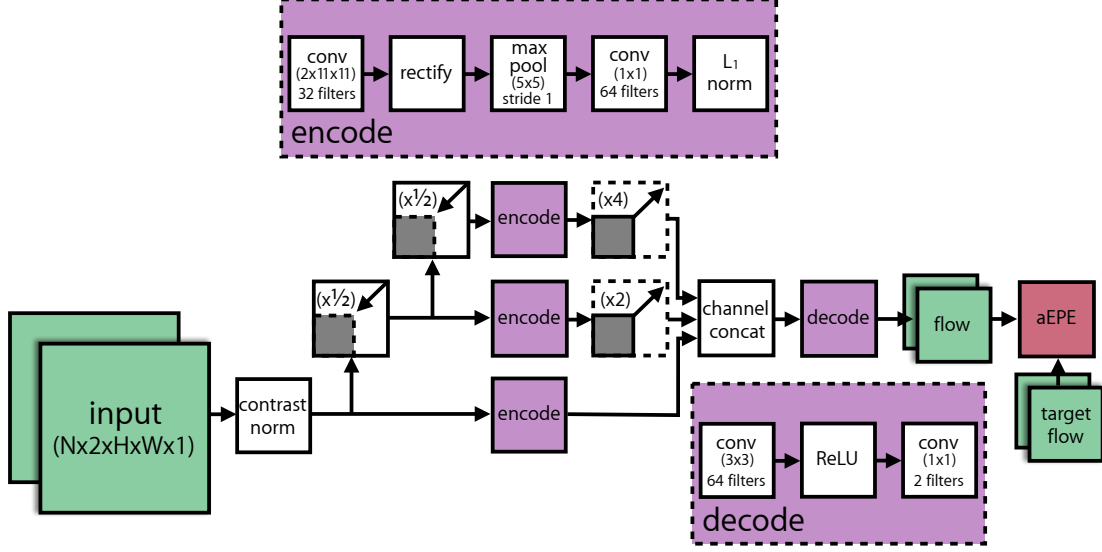 conv
(2x11x11)
32 filters
rectify
max
pool
(5x5)
stride 1
conv
(1x1)
64 filters
L₁
norm
encode
(x½)
encode
(x4)
(x½)
encode
(x2)
channel
concat
decode
flow
aEPE
input
(Nx2xHxWx1)
contrast
norm
encode
target
flow
conv
(3x3)
64 filters
ReLU
conv
(1x1)
2 filters
decode